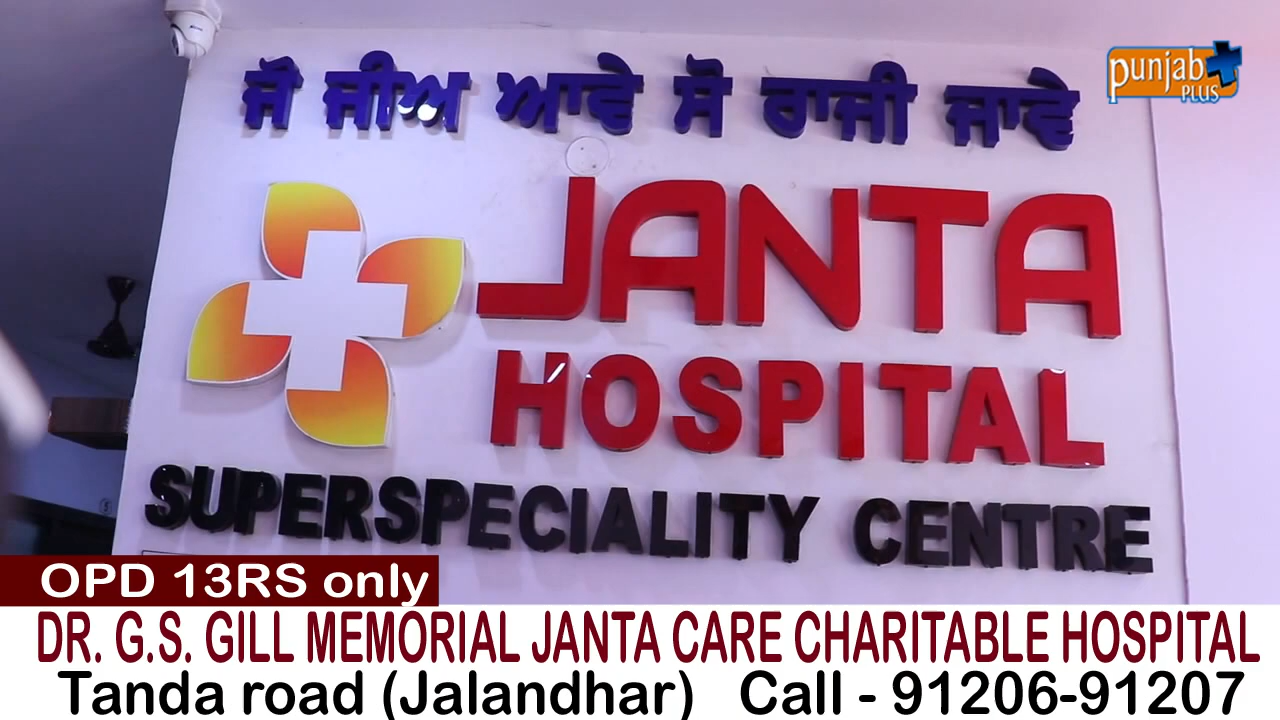 punjab
PLUS
ਜੋ ਜੀਅ ਆਵੇ ਸੋ ਰਾਜੀ ਜਾਵੇ
JANTA
HOSPITAL
SUPERSPECIALITY CENTRE
OPD 13RS only
DR. G.S. GILL MEMORIAL JANTA CARE CHARITABLE HOSPITAL
Tanda road (Jalandhar) Call - 91206-91207